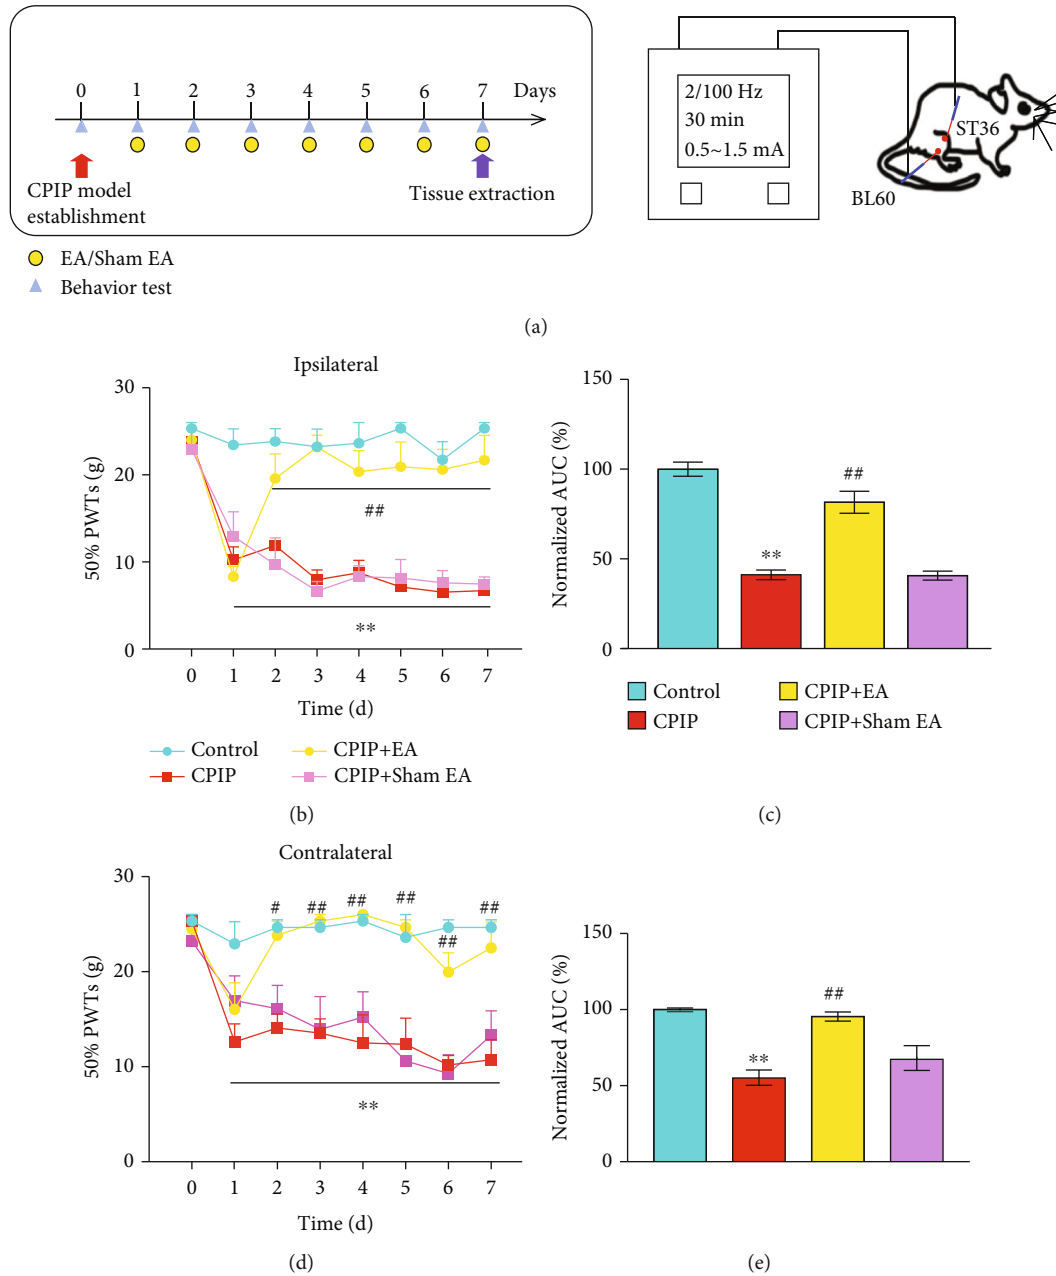 0 1 2 3 4 5 6 7 Days
CPIP model
establishment
Tissue extraction
EA/Sham EA
Behavior test
2/100 Hz
30 min
0.5~1.5 mA
ST36
BL60
(a)
Ipsilateral
50% PWTs (g)
30
20
10
0
##
**
0 1 2 3 4 5 6 7
Time (d)
Control
CPIP+EA
CPIP
CPIP+Sham EA
(b)
Normalized AUC (%)
150
100
50
0
**
##
Control
CPIP+EA
CPIP
CPIP+Sham EA
(c)
Contralateral
50% PWTs (g)
30
20
10
0
# ## ## ## ## ##
**
0 1 2 3 4 5 6 7
Time (d)
(d)
Normalized AUC (%)
150
100
50
0
**
##
(e)